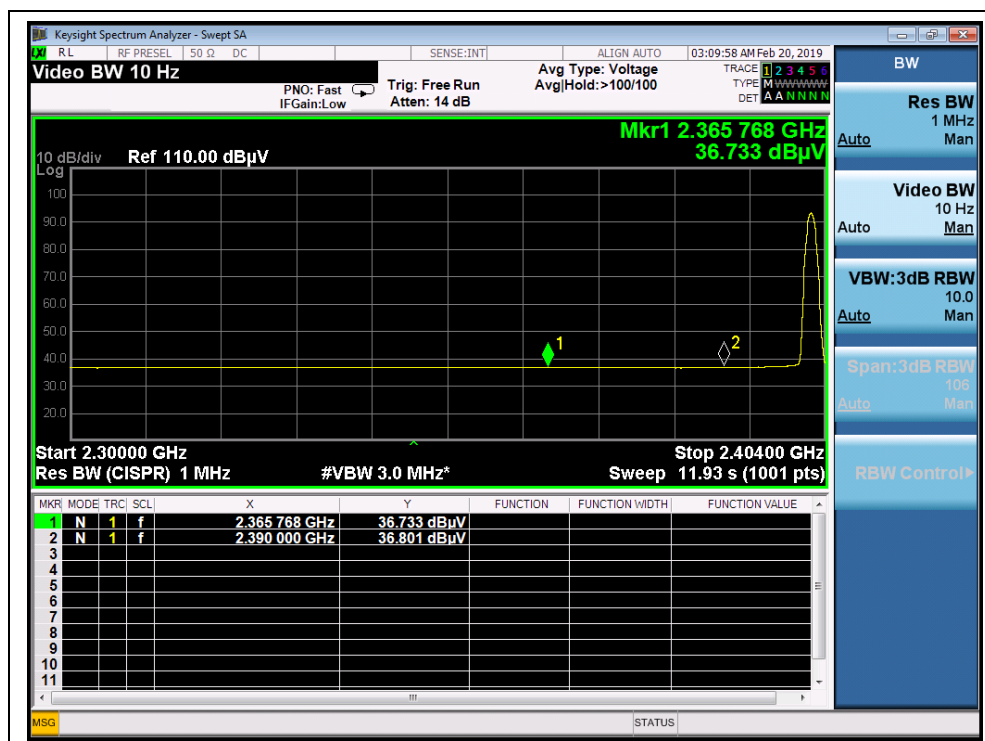 Keysight Spectrum Analyzer - Swept SA
LXI RL RF PRESEL 50 Ω DC SENSE:INT ALIGN AUTO 03:09:58 AM Feb 20, 2019
Video BW 10 Hz
PNO: Fast
IFGain:Low
Trig: Free Run
Atten: 14 dB
Avg Type: Voltage
Avg|Hold:>100/100
TRACE 1 2 3 4 5 6
TYPE M WWWWW
DET A A N N N N
Mkr1 2.365 768 GHz
36.733 dBµV
10 dB/div Ref 110.00 dBµV
Log
100
90.0
80.0
70.0
60.0
50.0
40.0
30.0
20.0
1
2
Start 2.30000 GHz Stop 2.40400 GHz
Res BW (CISPR) 1 MHz #VBW 3.0 MHz* Sweep 11.93 s (1001 pts)
MKR MODE TRC SCL X Y FUNCTION FUNCTION WIDTH FUNCTION VALUE
1 N 1 f 2.365 768 GHz 36.733 dBµV
2 N 1 f 2.390 000 GHz 36.801 dBµV
3
4
5
6
7
8
9
10
11
MSG STATUS
BW
Res BW
1 MHz
Auto Man
Video BW
10 Hz
Auto Man
VBW:3dB RBW
10.0
Auto Man
Span:3dB RBW
106
Auto Man
RBW Control